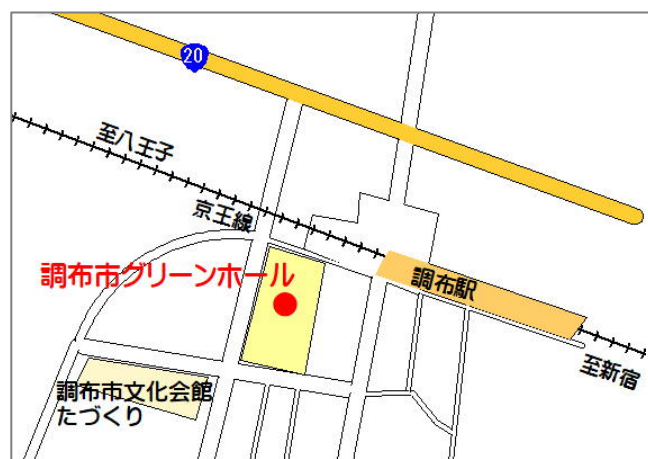 20
至八王子
京王線
調布市グリーンホール
調布駅
至新宿
調布市文化会館
たづくり